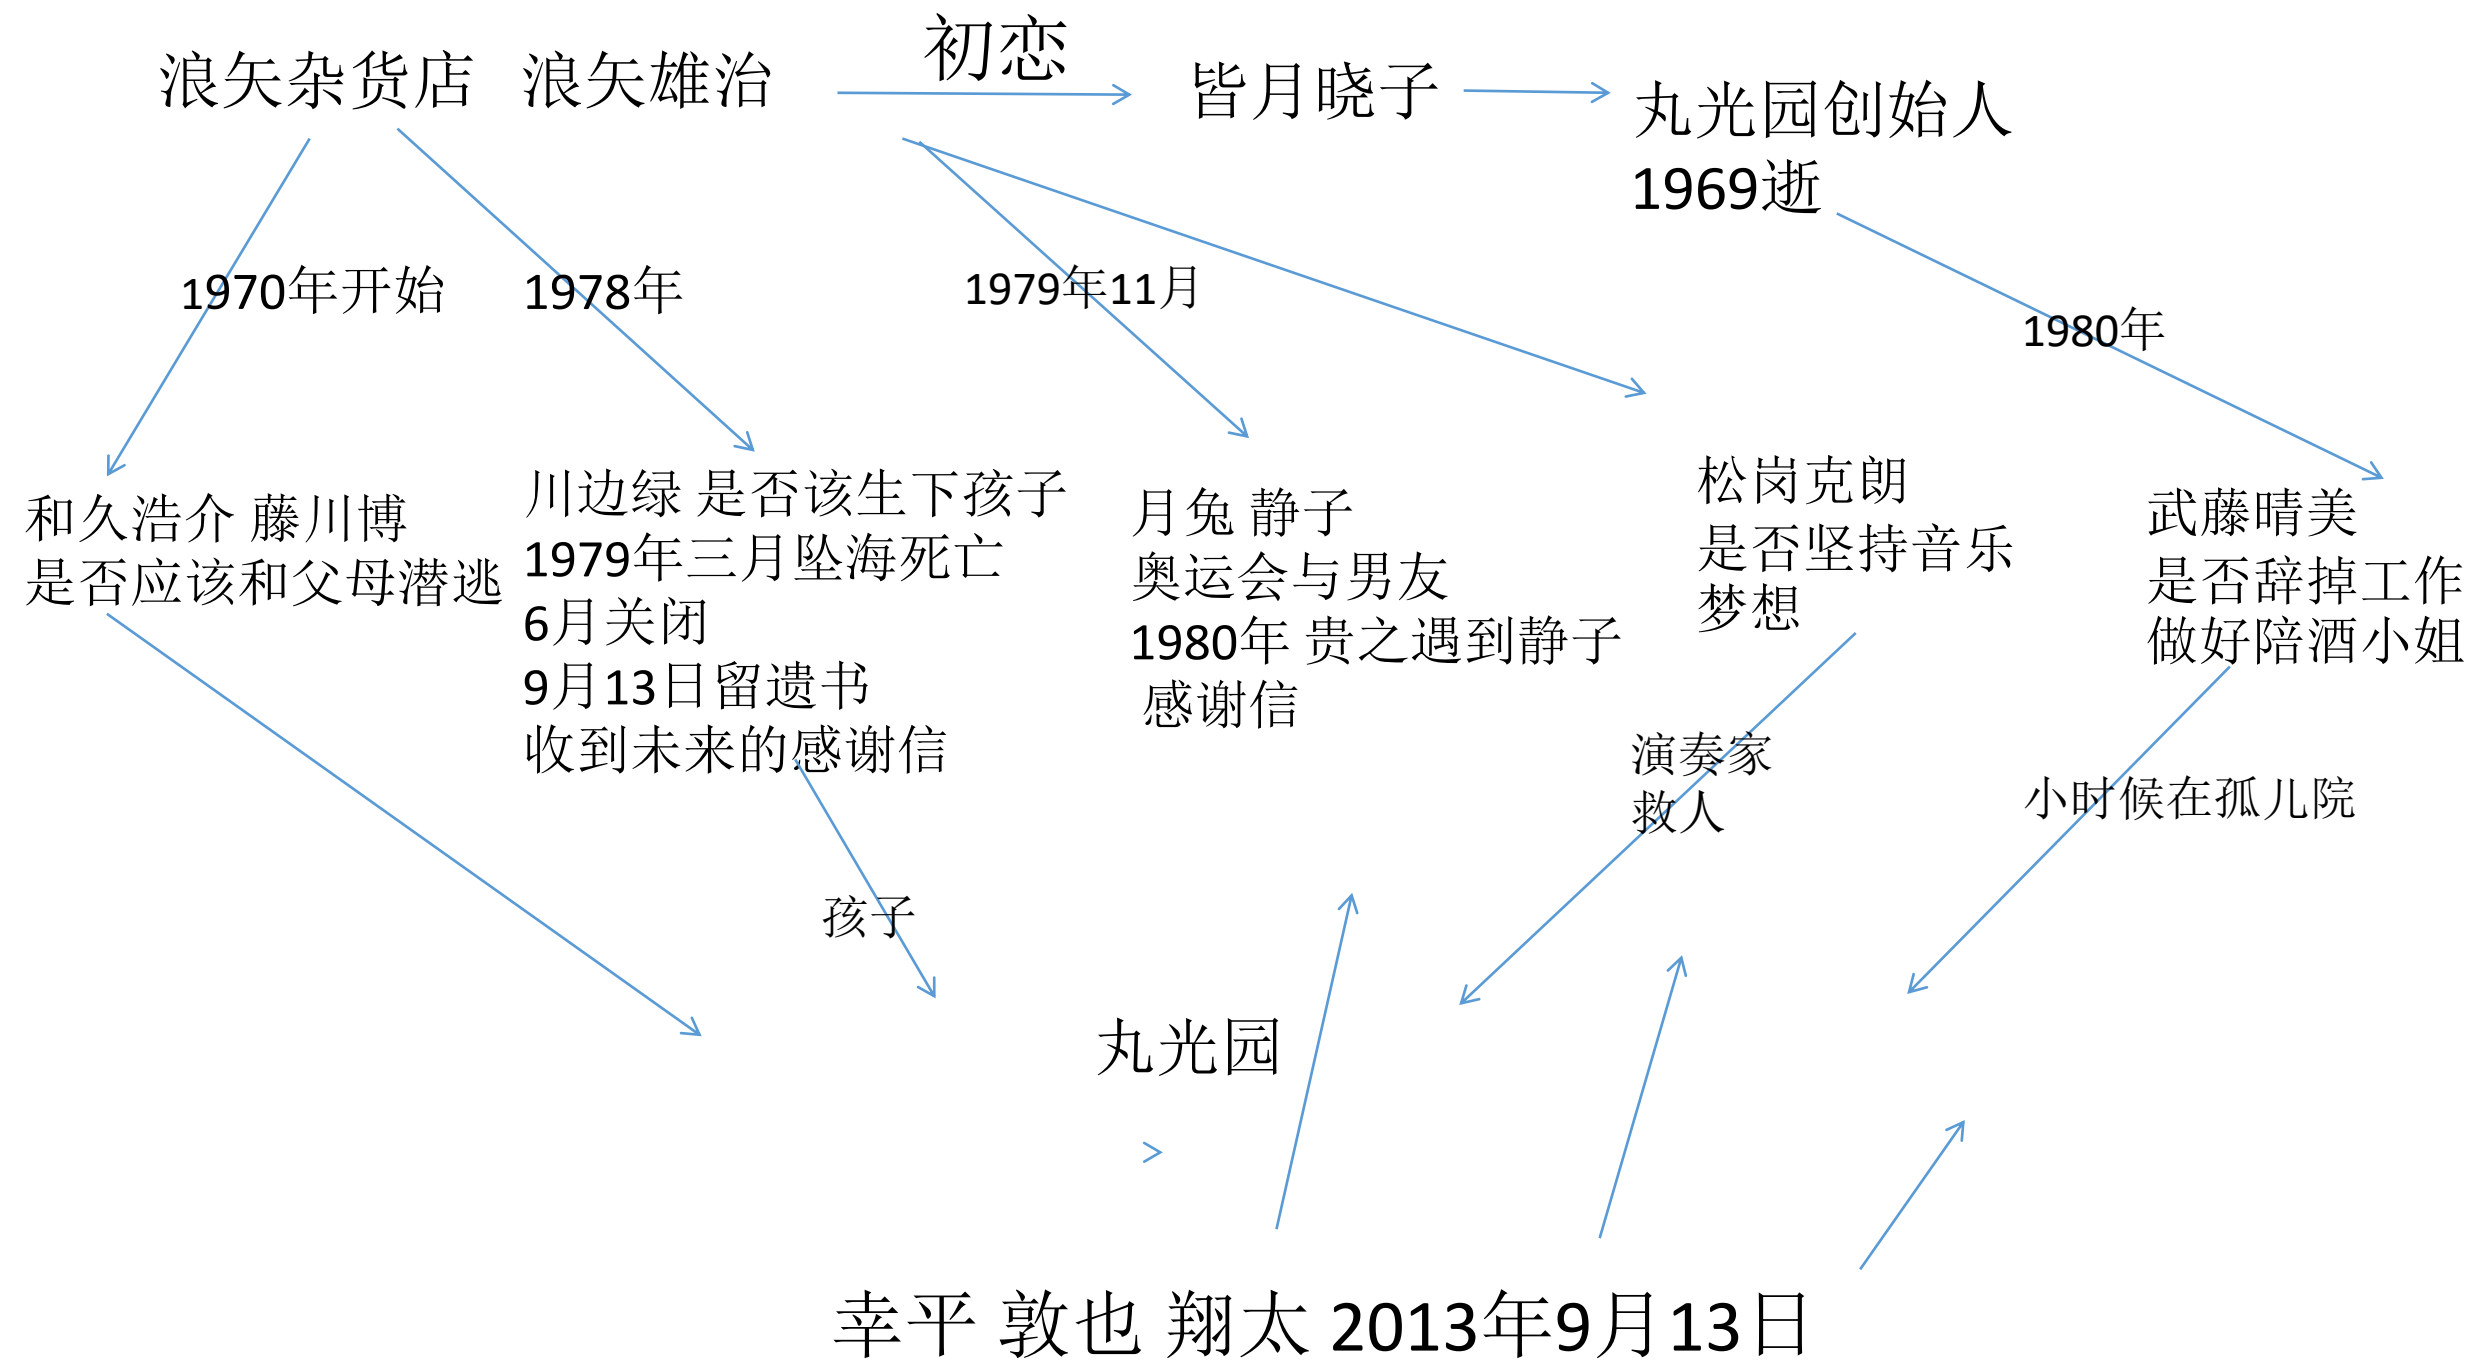 浪矢杂货店 浪矢雄治
初恋
皆月晓子
丸光园创始人
1969逝
1970年开始
1978年
1979年11月
1980年
和久浩介 藤川博
是否应该和父母潜逃
川边绿 是否该生下孩子
1979年三月坠海死亡
6月关闭
9月13日留遗书
收到未来的感谢信
月兔 静子
奥运会与男友
1980年 贵之遇到静子
感谢信
松岗克朗
是否坚持音乐
梦想
武藤晴美
是否辞掉工作
做好陪酒小姐
演奏家
救人
小时候在孤儿院
孩子
丸光园
幸平 敦也 翔太 2013年9月13日